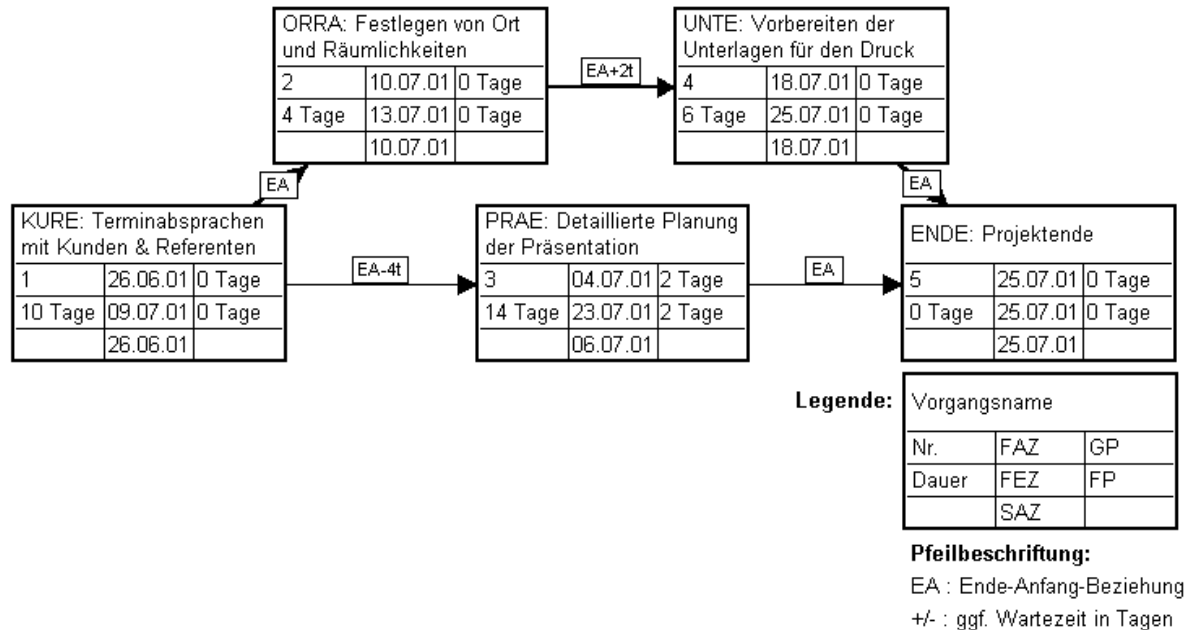 ORRA: Festlegen von Ort
und Räumlichkeiten
2 10.07.01 0 Tage
4 Tage 13.07.01 0 Tage
10.07.01
EA+2t
UNTE: Vorbereiten der
Unterlagen für den Druck
4 18.07.01 0 Tage
6 Tage 25.07.01 0 Tage
18.07.01
EA
EA
KURE: Terminabsprachen
mit Kunden & Referenten
1 26.06.01 0 Tage
10 Tage 09.07.01 0 Tage
26.06.01
EA-4t
PRAE: Detaillierte Planung
der Präsentation
3 04.07.01 2 Tage
14 Tage 23.07.01 2 Tage
06.07.01
EA
ENDE: Projektende
5 25.07.01 0 Tage
0 Tage 25.07.01 0 Tage
25.07.01
Legende:
Vorgangsname
Nr. FAZ GP
Dauer FEZ FP
SAZ
Pfeilbeschriftung:
EA : Ende-Anfang-Beziehung
+/- : ggf. Wartezeit in Tagen